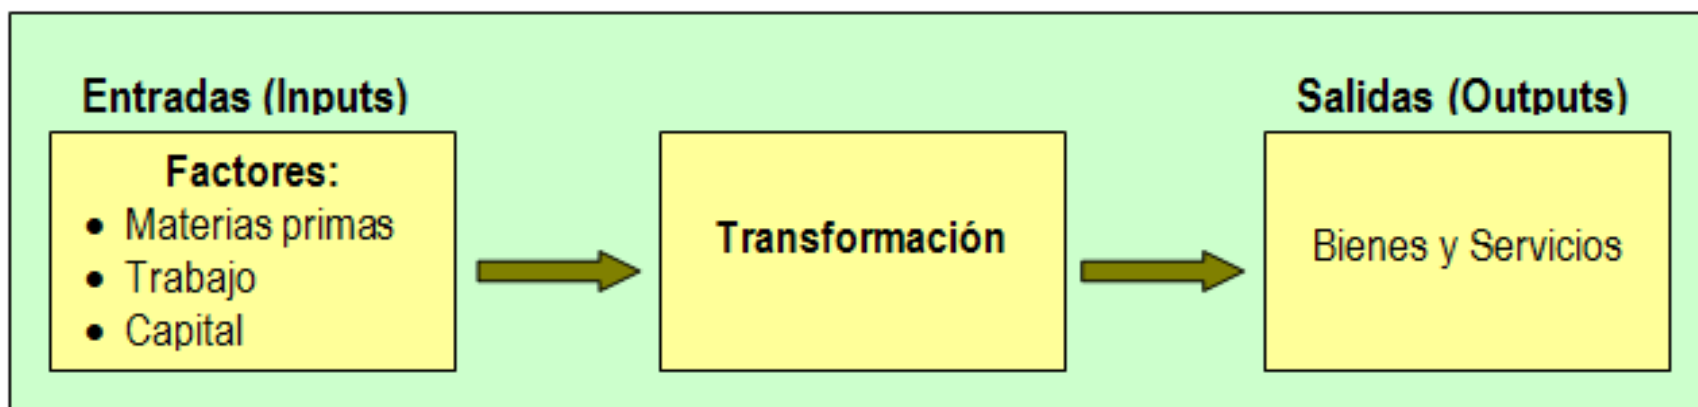 Entradas (Inputs)
Factores:
• Materias primas
• Trabajo
• Capital
Transformación
Salidas (Outputs)
Bienes y Servicios